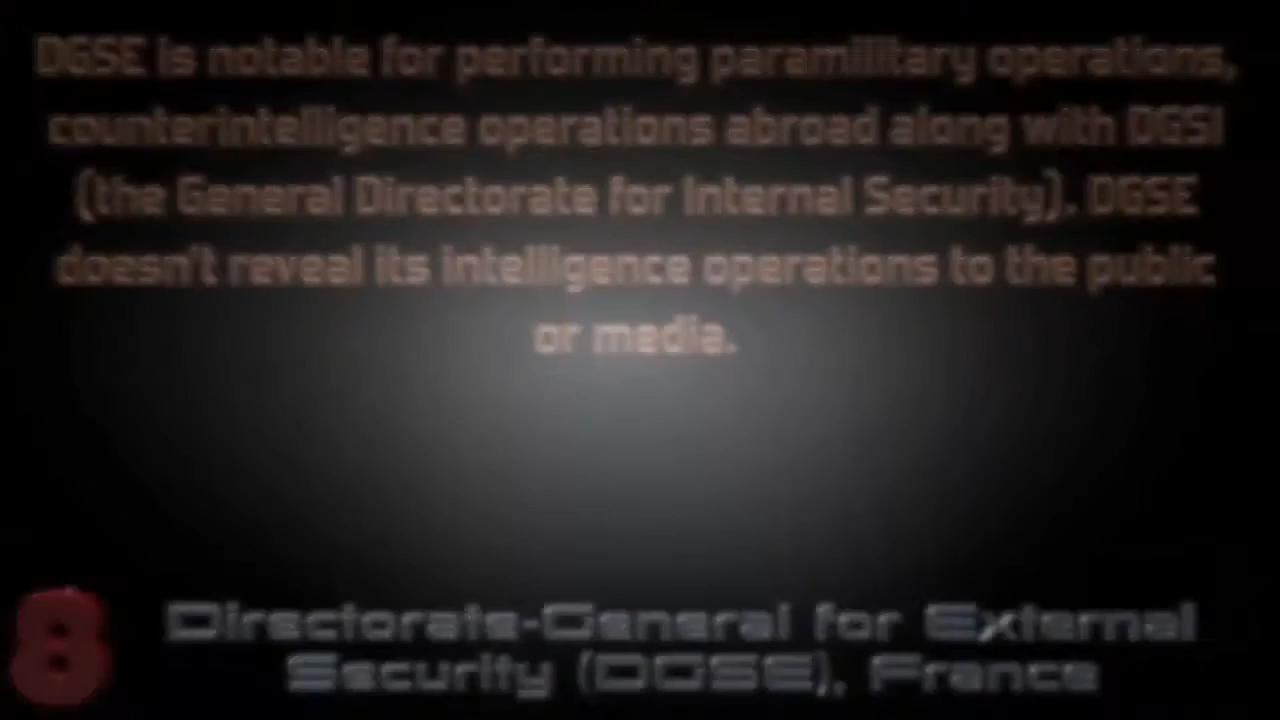 DGSE is notable for performing paramilitary operations,
counterintelligence operations abroad along with DGSI
(the General Directorate for Internal Security). DGSE
doesn't reveal its intelligence operations to the public
or media.
8
Directorate-General for External
Security (DGSE), France